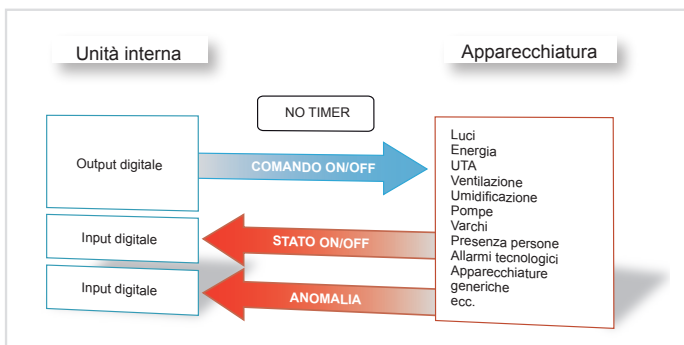 Unità interna
Apparecchiatura
NO TIMER
Output digitale
COMANDO ON/OFF
Input digitale
STATO ON/OFF
Input digitale
ANOMALIA
Luci
Energia
UTA
Ventilazione
Umidificazione
Pompe
Varchi
Presenza persone
Allarmi tecnologici
Apparecchiature
generiche
ecc.